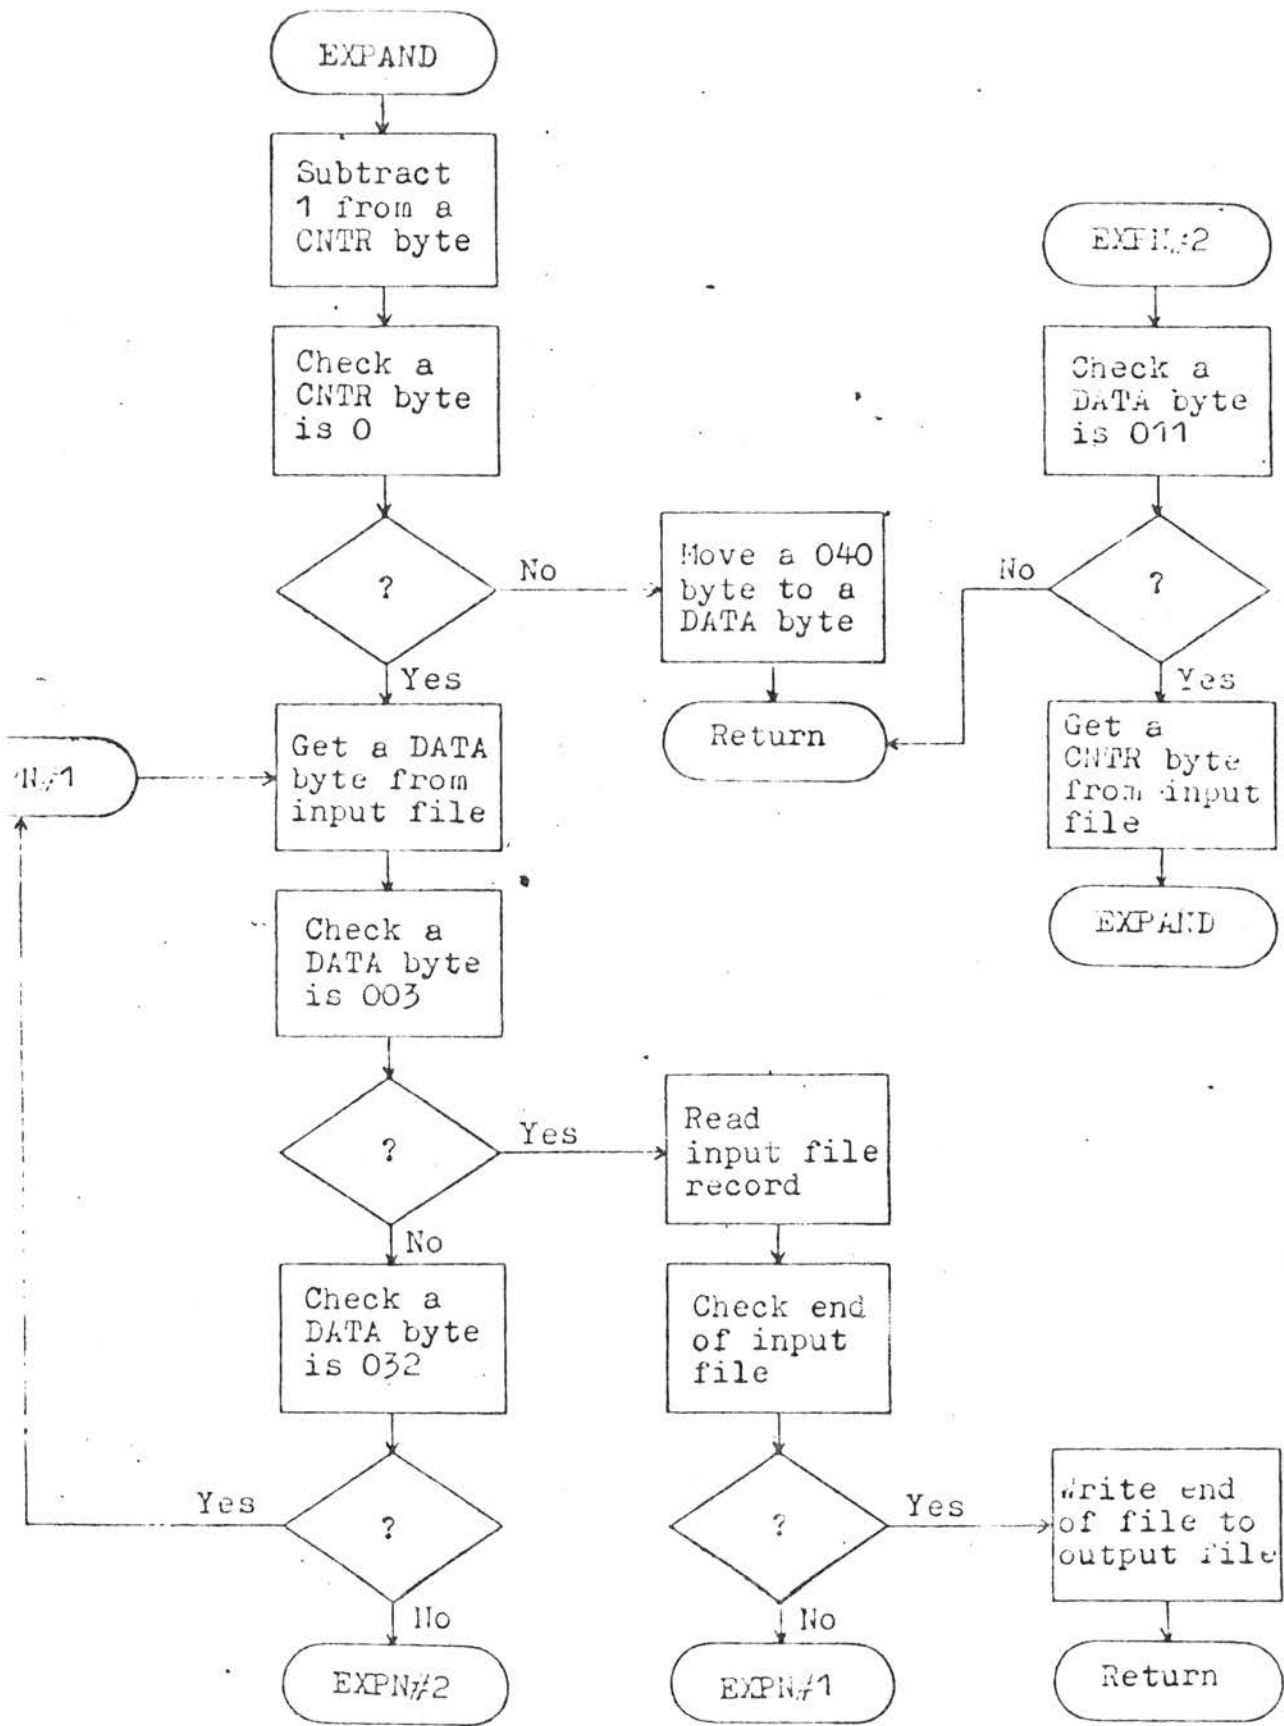 EXPAND
Subtract
1 from a
CNTR byte
Check a
CNTR byte
is 0
?
No
Move a 040
byte to a
DATA byte
Return
Yes
N#1
Get a DATA
byte from
input file
Check a
DATA byte
is 003
?
Yes
Read
input file
record
Check end
of input
file
?
Yes
Write end
of file to
output file
Return
No
EXPN#1
No
Check a
DATA byte
is 032
?
Yes
No
EXPN#2
EXPN#2
Check a
DATA byte
is 011
?
No
Yes
Get a
CNTR byte
from input
file
EXPAND